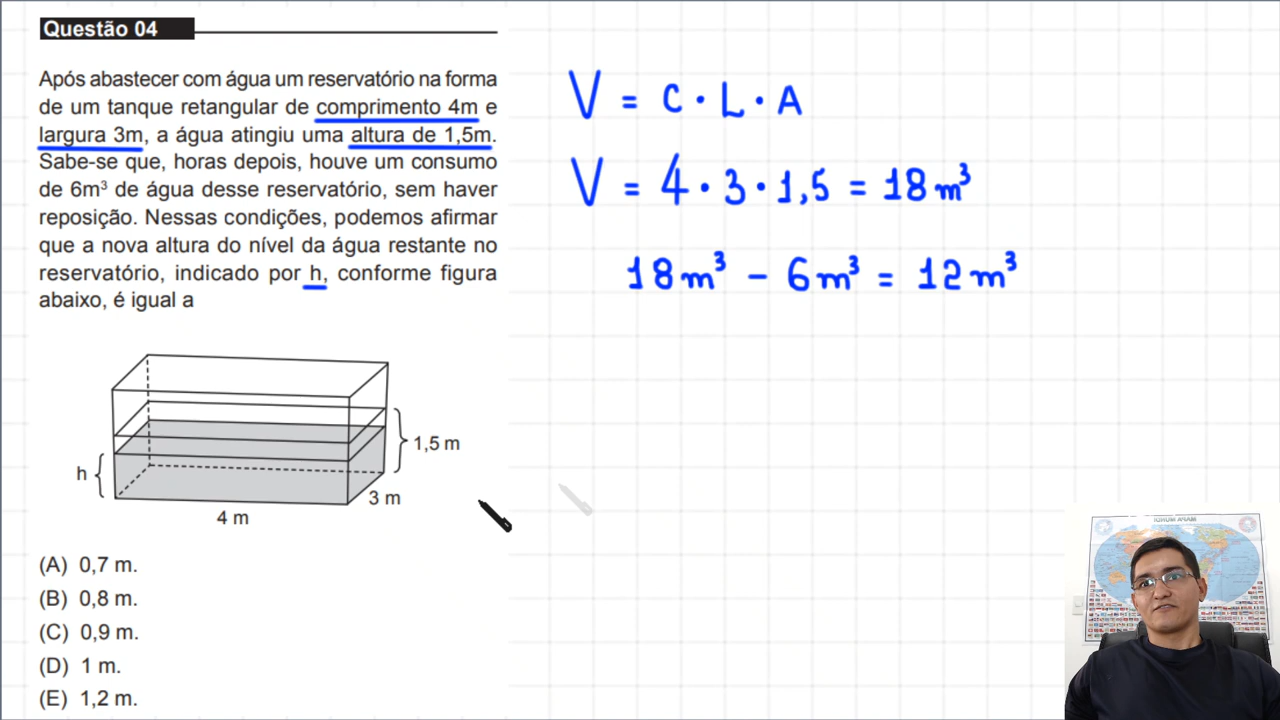 Questão 04
Após abastecer com água um reservatório na forma
de um tanque retangular de comprimento 4m e
largura 3m, a água atingiu uma altura de 1,5m.
Sabe-se que, horas depois, houve um consumo
de 6m³ de água desse reservatório, sem haver
reposição. Nessas condições, podemos afirmar
que a nova altura do nível da água restante no
reservatório, indicado por h, conforme figura
abaixo, é igual a
1,5 m
h
3 m
4 m
(A) 0,7 m.
(B) 0,8 m.
(C) 0,9 m.
(D) 1 m.
(E) 1,2 m.
V = C · L · A
V = 4 · 3 · 1,5 = 18 m³
18 m³ − 6 m³ = 12 m³